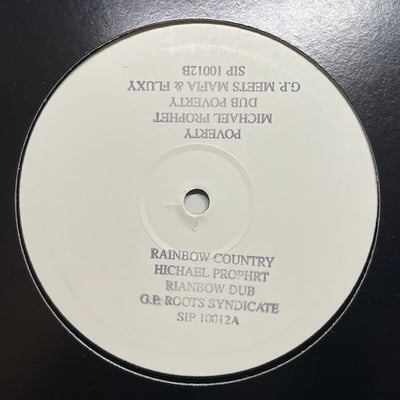 RAINBOW COUNTRY
HICHAEL PROPHRT
RIANBOW DUB
G.P. ROOTS SYNDICATE
SIP 10012A
POVERTY
MICHAEL PROPHET
DUB POVERTY
G.P. MEETS MAFIA & FLUXY
SIP 10012B